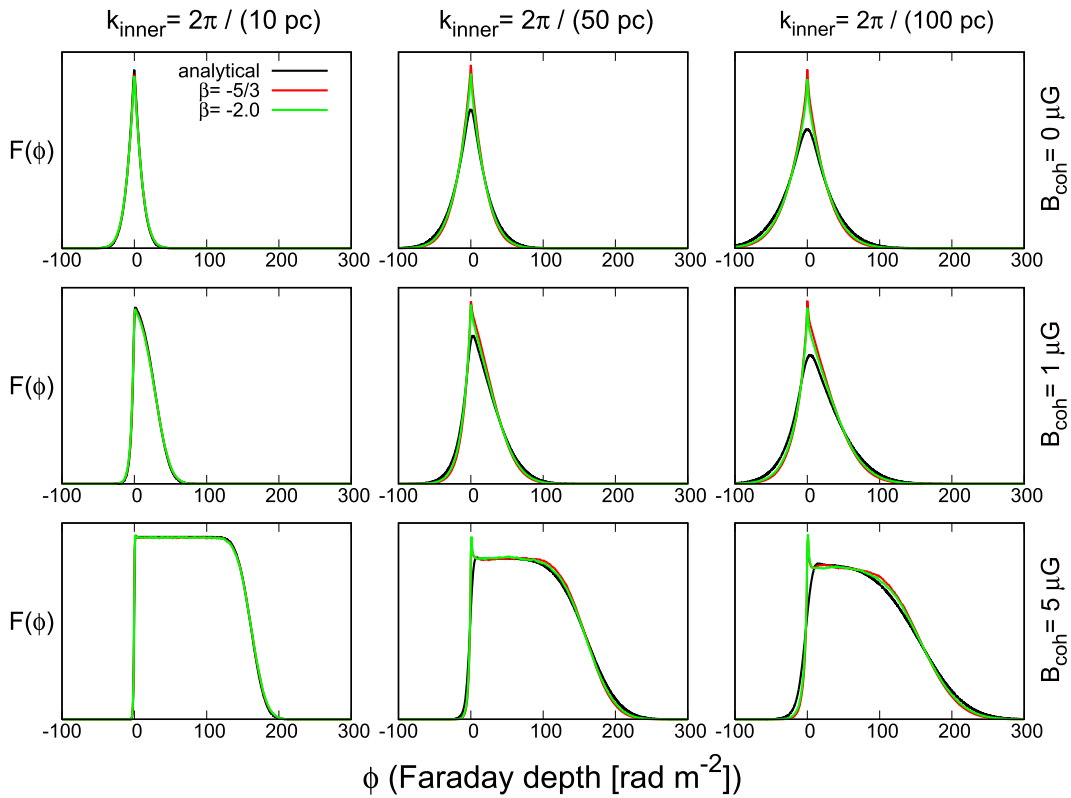 k_inner= 2π / (10 pc) k_inner= 2π / (50 pc) k_inner= 2π / (100 pc)
analytical
β= -5/3
β= -2.0
F(ϕ)
B_coh= 0 μG
-100 0 100 200 300 -100 0 100 200 300 -100 0 100 200 300
F(ϕ)
B_coh= 1 μG
-100 0 100 200 300 -100 0 100 200 300 -100 0 100 200 300
F(ϕ)
B_coh= 5 μG
-100 0 100 200 300 -100 0 100 200 300 -100 0 100 200 300
ϕ (Faraday depth [rad m⁻²])